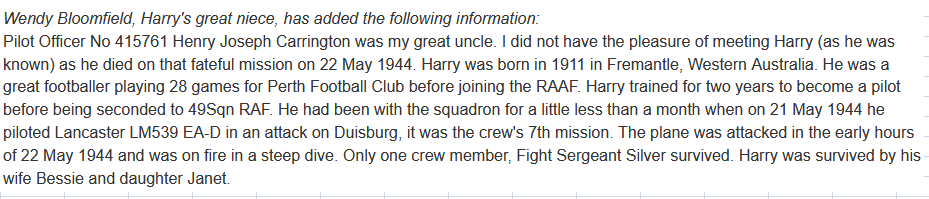 Wendy Bloomfield, Harry's great niece, has added the following information:
Pilot Officer No 415761 Henry Joseph Carrington was my great uncle. I did not have the pleasure of meeting Harry (as he was
known) as he died on that fateful mission on 22 May 1944. Harry was born in 1911 in Fremantle, Western Australia. He was a
great footballer playing 28 games for Perth Football Club before joining the RAAF. Harry trained for two years to become a pilot
before being seconded to 49Sqn RAF. He had been with the squadron for a little less than a month when on 21 May 1944 he
piloted Lancaster LM539 EA-D in an attack on Duisburg, it was the crew's 7th mission. The plane was attacked in the early hours
of 22 May 1944 and was on fire in a steep dive. Only one crew member, Fight Sergeant Silver survived. Harry was survived by his
wife Bessie and daughter Janet.